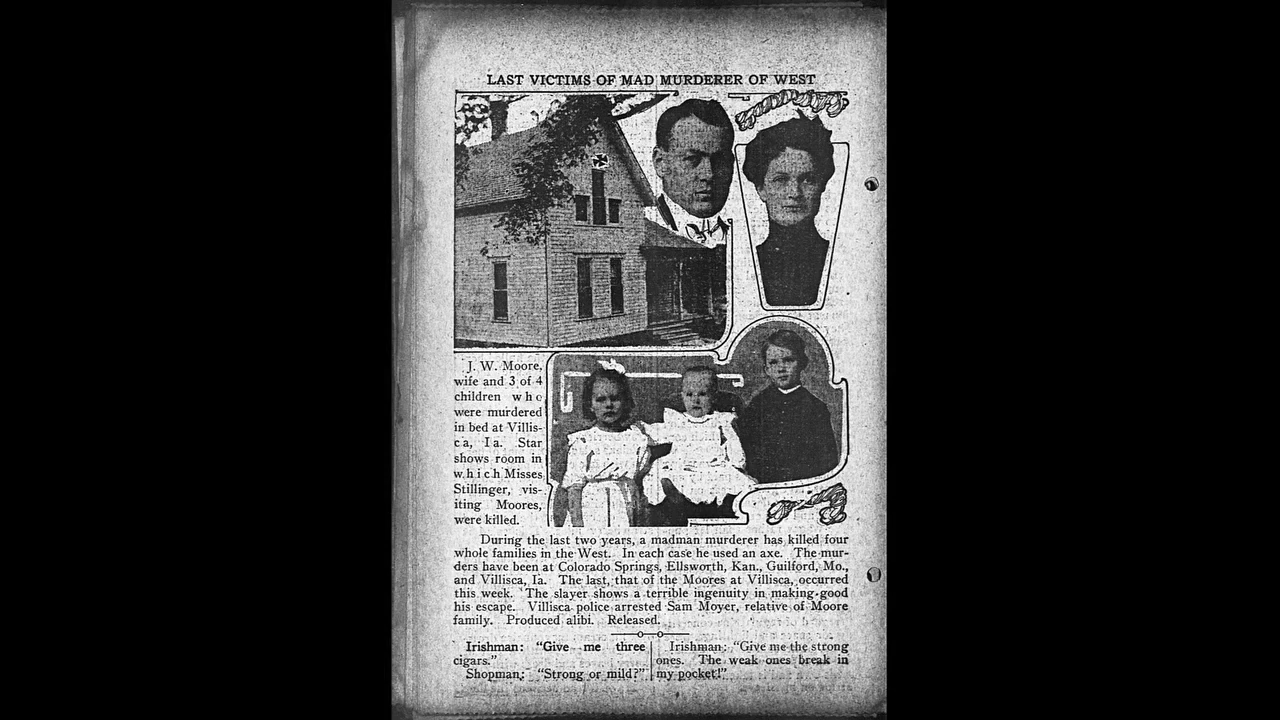 LAST VICTIMS OF MAD MURDERER OF WEST
J. W. Moore,
wife and 3 of 4
children who
were murdered
in bed at Villis-
ca, Ia. Star
shows room in
which Misses
Stillinger, vis-
iting Moores,
were killed.
During the last two years, a madman murderer has killed four
whole families in the West. In each case he used an axe. The mur-
ders have been at Colorado Springs, Ellsworth, Kan., Guilford, Mo.,
and Villisca, Ia. The last, that of the Moores at Villisca, occurred
this week. The slayer shows a terrible ingenuity in making good
his escape. Villisca police arrested Sam Moyer, relative of Moore
family. Produced alibi. Released.
Irishman: "Give me three
cigars."
Shopman: "Strong or mild?"
Irishman: "Give me the strong
ones. The weak ones break in
my pocket!"